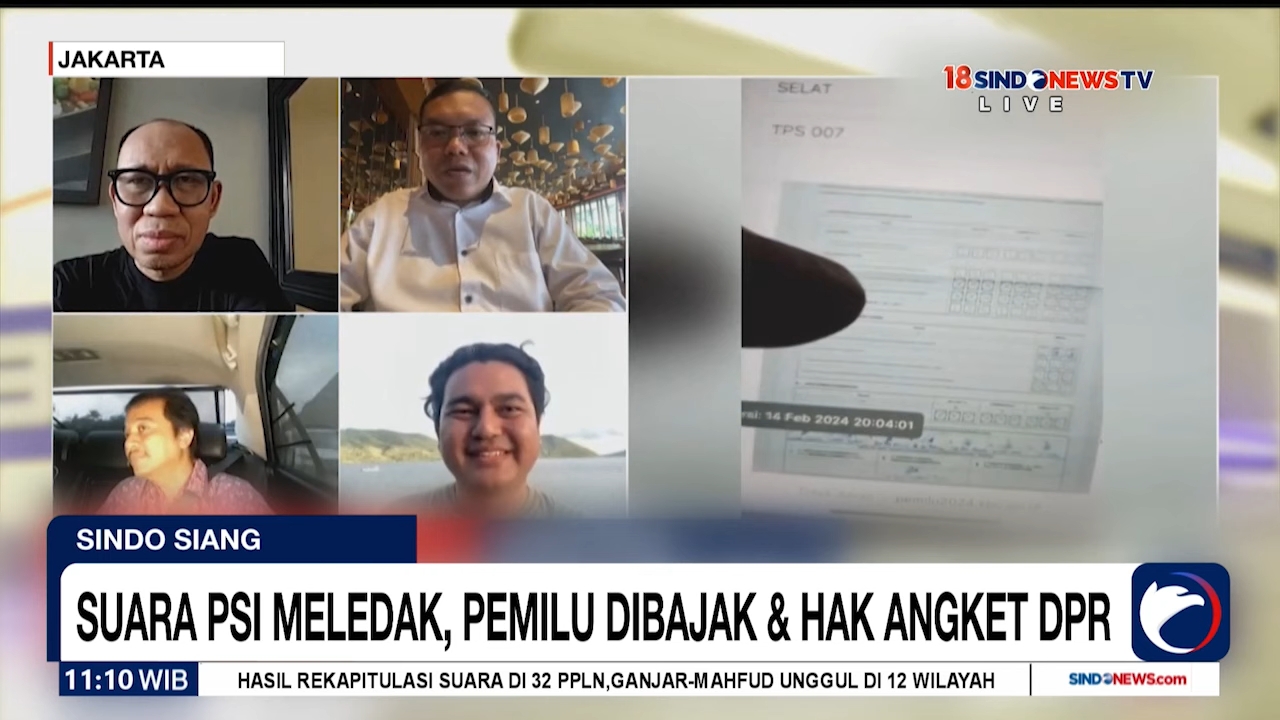 JAKARTA
18 SINDONEWS TV
LIVE
SELAT
TPS 007
rsi: 14 Feb 2024 20:04:01
SINDO SIANG
SUARA PSI MELEDAK, PEMILU DIBAJAK & HAK ANGKET DPR
11:10 WIB
HASIL REKAPITULASI SUARA DI 32 PPLN,GANJAR-MAHFUD UNGGUL DI 12 WILAYAH
SINDONEWS.com